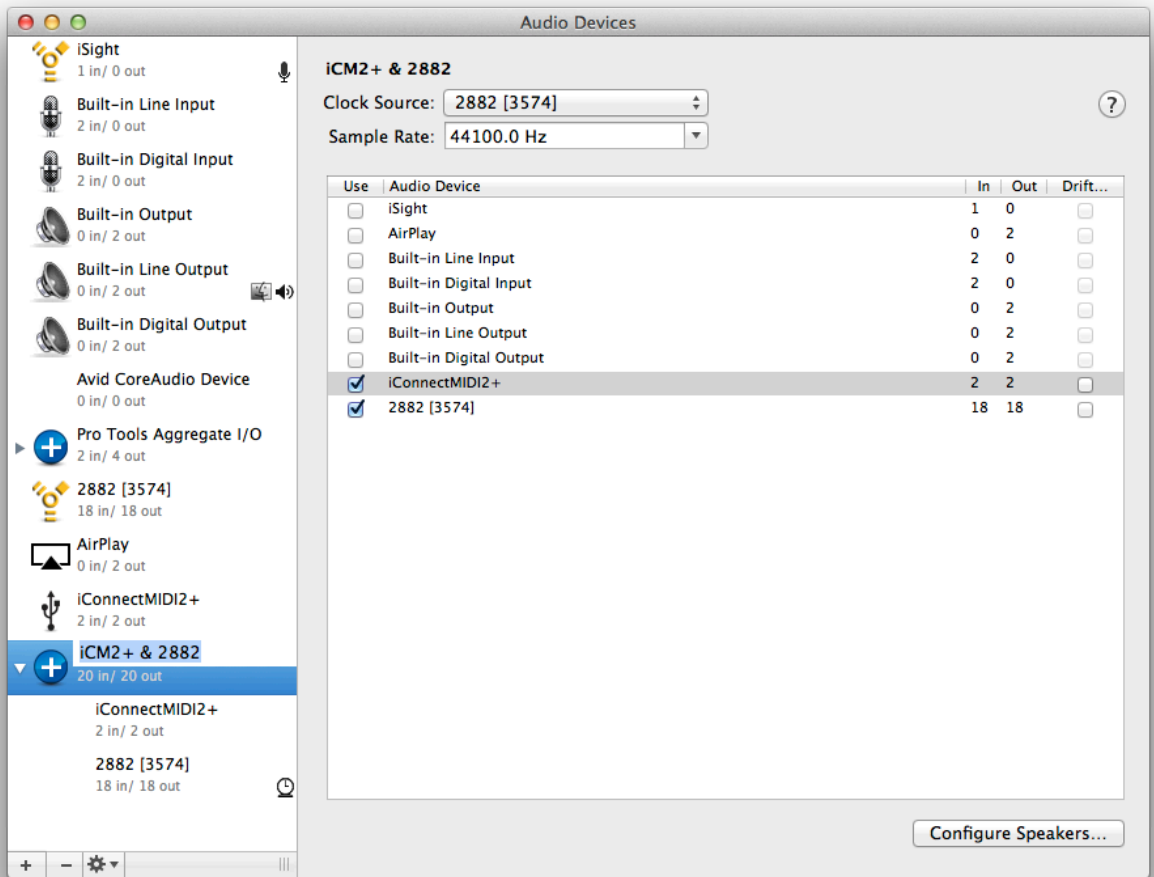 Audio Devices
iSight
1 in/ 0 out
Built-in Line Input
2 in/ 0 out
Built-in Digital Input
2 in/ 0 out
Built-in Output
0 in/ 2 out
Built-in Line Output
0 in/ 2 out
Built-in Digital Output
0 in/ 2 out
Avid CoreAudio Device
0 in/ 0 out
Pro Tools Aggregate I/O
2 in/ 4 out
2882 [3574]
18 in/ 18 out
AirPlay
0 in/ 2 out
iConnectMIDI2+
2 in/ 2 out
iCM2+ & 2882
20 in/ 20 out
iConnectMIDI2+
2 in/ 2 out
2882 [3574]
18 in/ 18 out
iCM2+ & 2882
Clock Source: 2882 [3574]
?
Sample Rate: 44100.0 Hz
Use Audio Device In Out Drift...
iSight 1 0
AirPlay 0 2
Built-in Line Input 2 0
Built-in Digital Input 2 0
Built-in Output 0 2
Built-in Line Output 0 2
Built-in Digital Output 0 2
iConnectMIDI2+ 2 2
2882 [3574] 18 18
Configure Speakers...